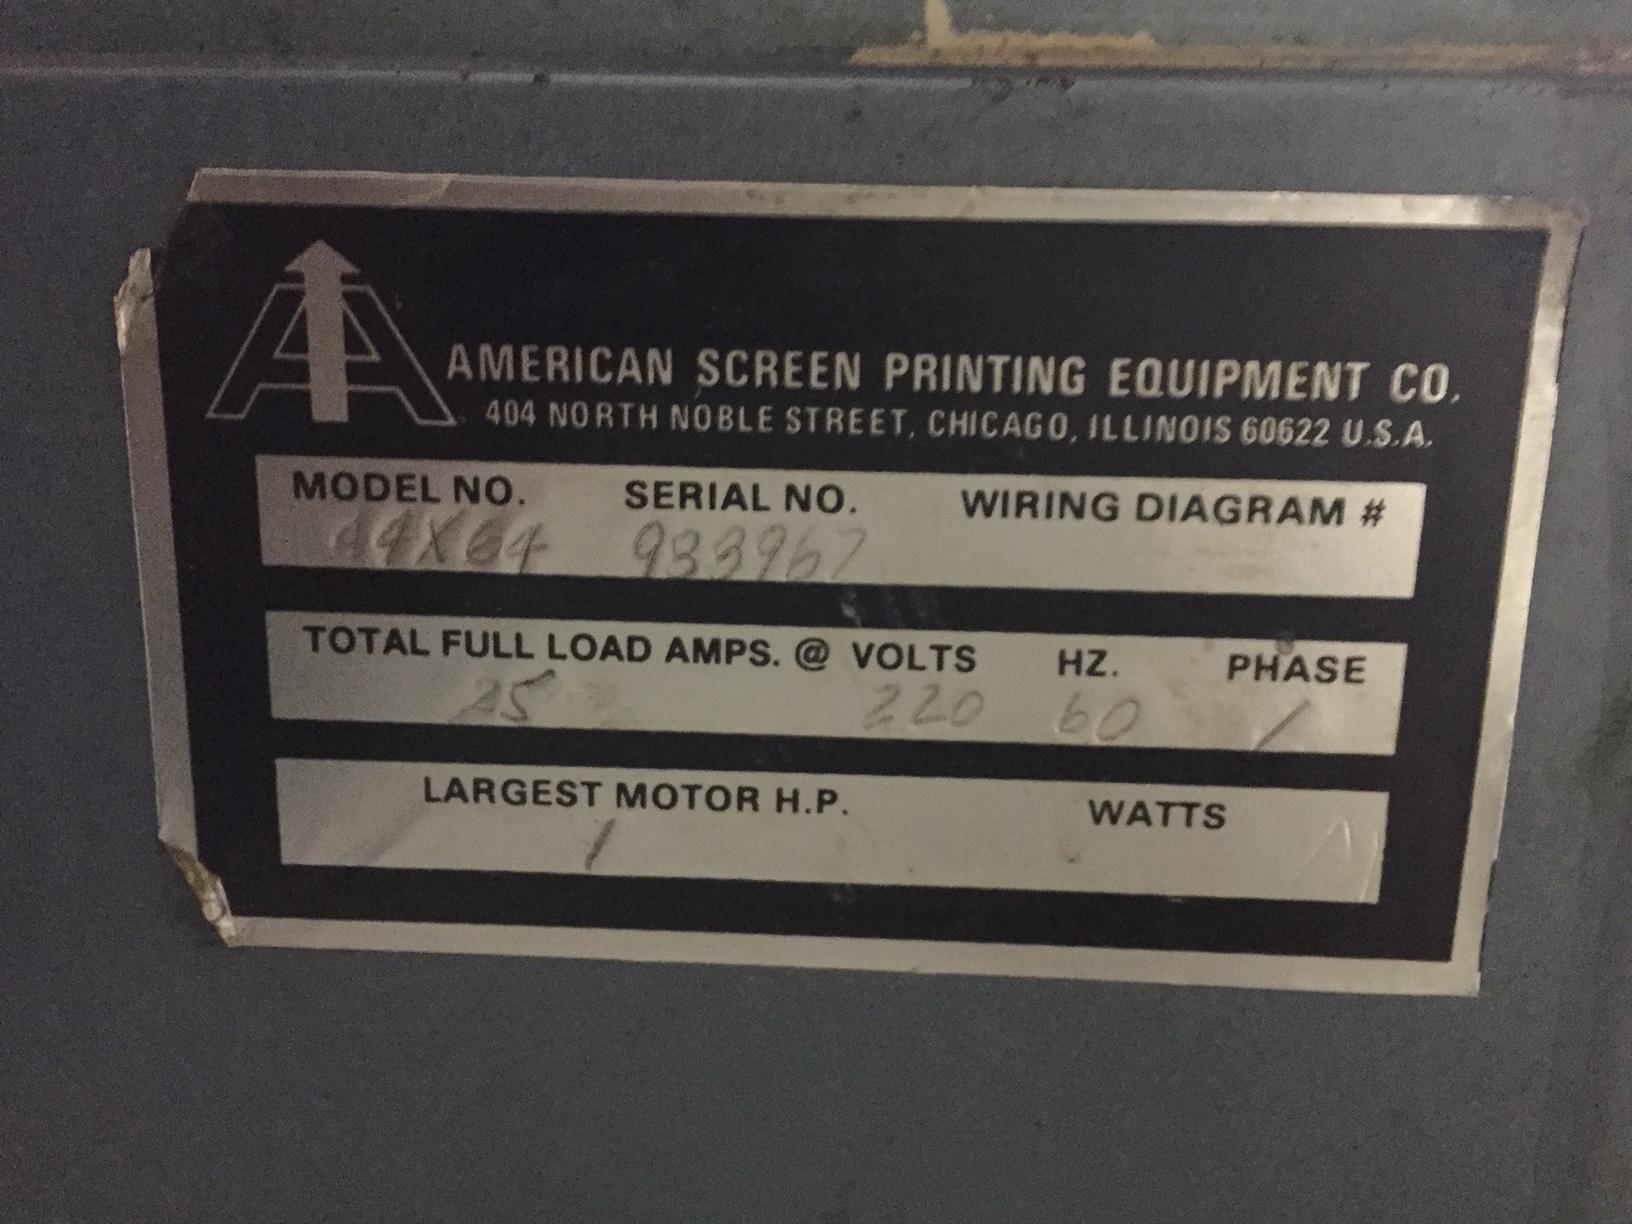 AMERICAN SCREEN PRINTING EQUIPMENT CO.
404 NORTH NOBLE STREET, CHICAGO, ILLINOIS 60622 U.S.A.
MODEL NO. SERIAL NO. WIRING DIAGRAM #
44X64 933967
TOTAL FULL LOAD AMPS. @ VOLTS HZ. PHASE
220 60 1
LARGEST MOTOR H.P. WATTS
1